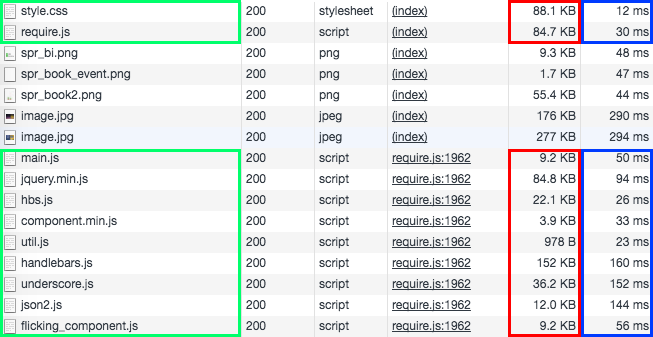 style.css 200 stylesheet (index) 88.1 KB 12 ms
require.js 200 script (index) 84.7 KB 30 ms
spr_bi.png 200 png (index) 9.3 KB 48 ms
spr_book_event.png 200 png (index) 1.7 KB 47 ms
spr_book2.png 200 png (index) 55.4 KB 44 ms
image.jpg 200 jpeg (index) 176 KB 290 ms
image.jpg 200 jpeg (index) 277 KB 294 ms
main.js 200 script require.js:1962 9.2 KB 50 ms
jquery.min.js 200 script require.js:1962 84.8 KB 94 ms
hbs.js 200 script require.js:1962 22.1 KB 26 ms
component.min.js 200 script require.js:1962 3.9 KB 33 ms
util.js 200 script require.js:1962 978 B 23 ms
handlebars.js 200 script require.js:1962 152 KB 160 ms
underscore.js 200 script require.js:1962 36.2 KB 152 ms
json2.js 200 script require.js:1962 12.0 KB 144 ms
flicking_component.js 200 script require.js:1962 9.2 KB 56 ms